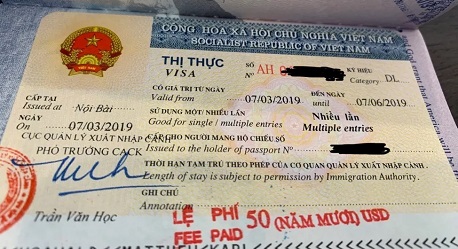 CỘNG HÒA XÃ HỘI CHỦ NGHĨA VIỆT NAM
SOCIALIST REPUBLIC OF VIET NAM
THỊ THỰC
VISA
SỐ AH
Nº
KÝ HIỆU
Category DL
CẤP TẠI
Issued at Nội Bài
CÓ GIÁ TRỊ TỪ NGÀY
Valid from 07/03/2019
ĐẾN NGÀY
until 07/06/2019
NGÀY
On 07/03/2019
SỬ DỤNG MỘT/ NHIỀU LẦN
Good for single / multiple entries
Nhiều lần
Multiple entries
CỤC QUẢN LÝ XUẤT NHẬP CẢNH
PHÓ TRƯỞNG CACK
CẤP CHO NGƯỜI MANG HỘ CHIẾU SỐ
Issued to the holder of passport Nº
THỜI HẠN TẠM TRÚ THEO PHÉP CỦA CƠ QUAN QUẢN LÝ XUẤT NHẬP CẢNH.
Length of stay is subject to permission by Immigration Authority.
GHI CHÚ
Annotation
Trần Văn Học
LỆ PHÍ 50 (NĂM MƯƠI) USD
FEE PAID